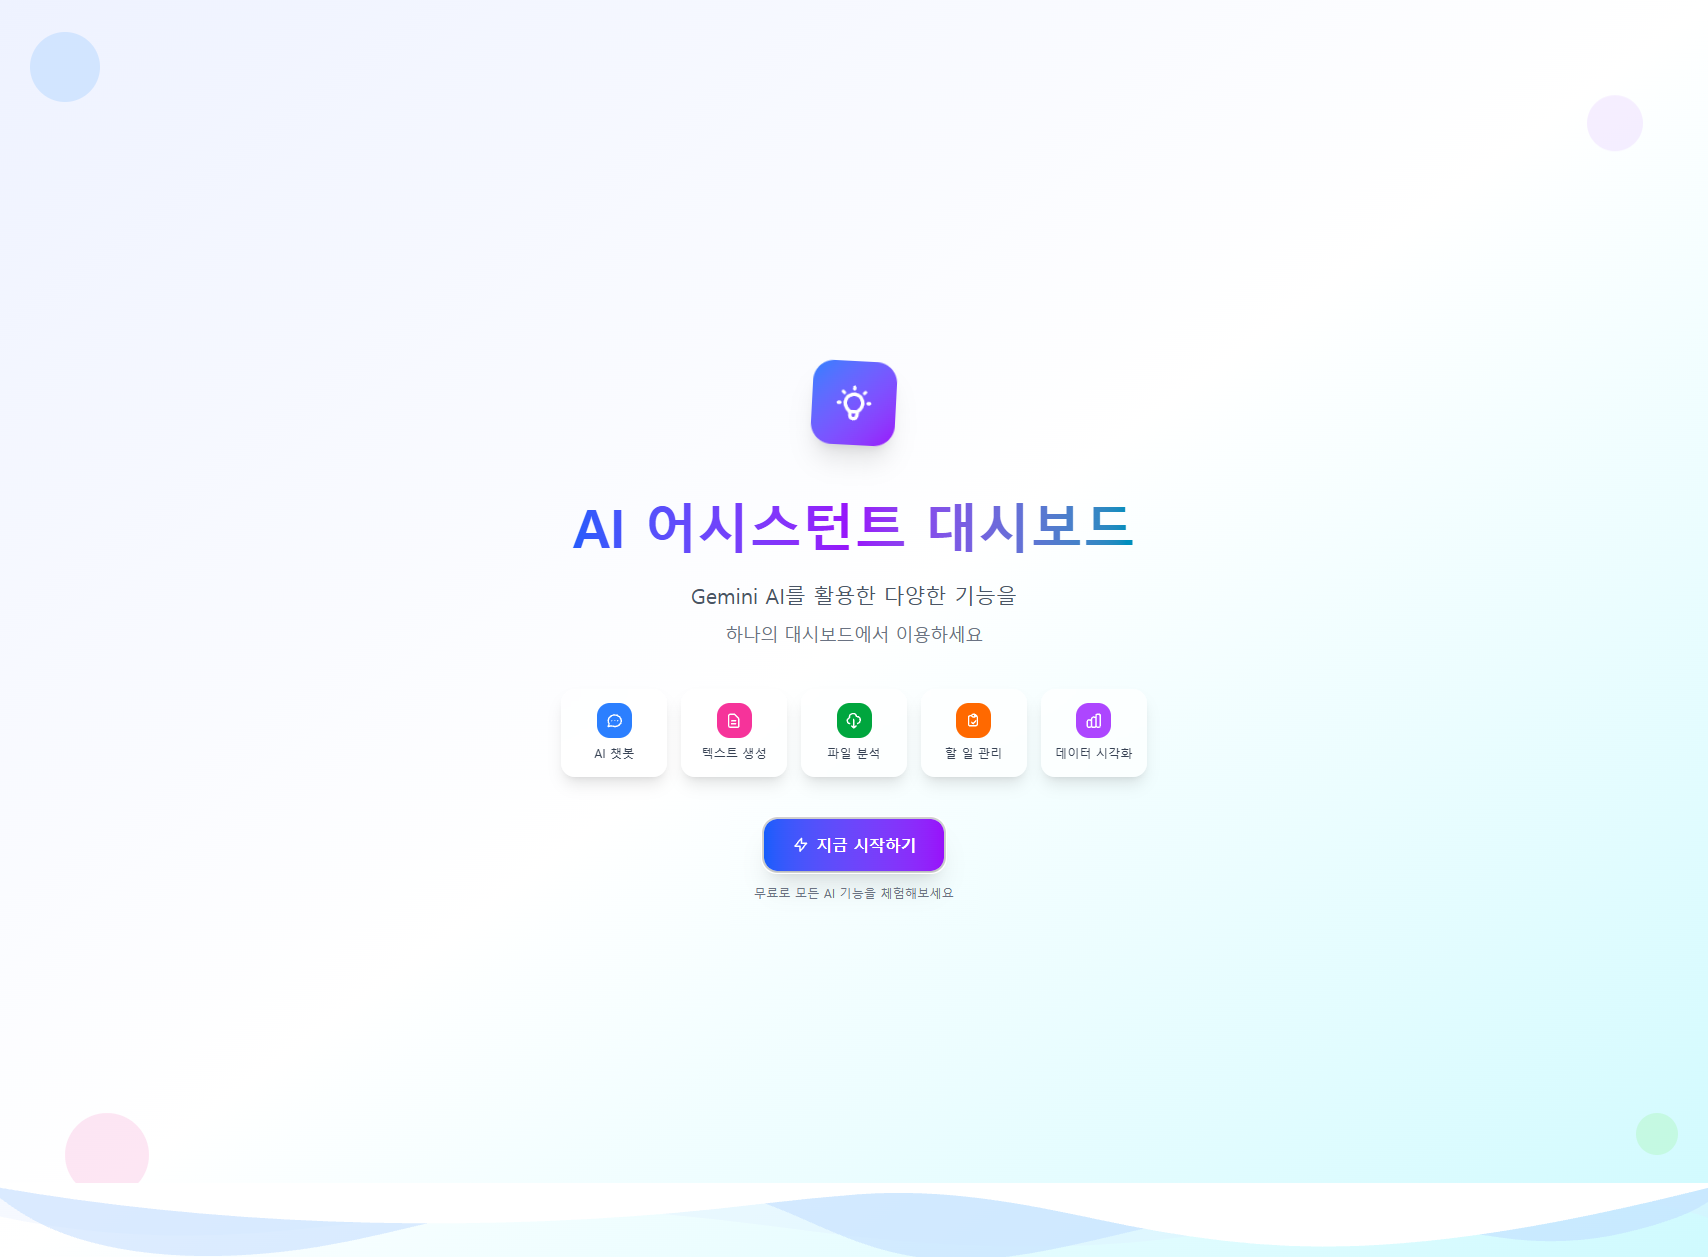 AI 어시스턴트 대시보드
Gemini AI를 활용한 다양한 기능을
하나의 대시보드에서 이용하세요
AI 챗봇
텍스트 생성
파일 분석
할 일 관리
데이터 시각화
지금 시작하기
무료로 모든 AI 기능을 체험해보세요